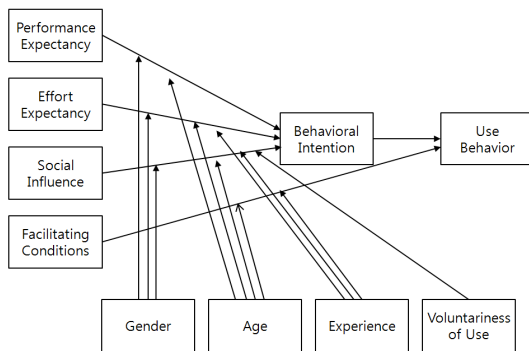 Performance
Expectancy
Effort
Expectancy
Social
Influence
Facilitating
Conditions
Behavioral
Intention
Use
Behavior
Gender
Age
Experience
Voluntariness
of Use